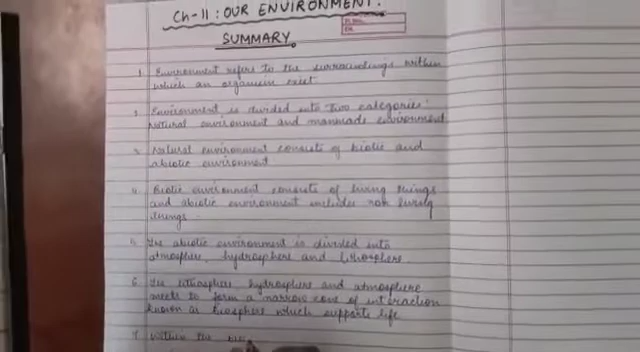 Ch-11 : OUR ENVIRONMENT.
SUMMARY.
1. Environment refers to the surroundings within
which an organism exist
2. Environment is divided into two categories:
Natural environment and manmade environment
3. Natural environment consists of biotic and
abiotic environment
4. Biotic environment consists of living things
and abiotic environment includes non living
things.
5. The abiotic environment is divided into
atmosphere, hydrosphere and lithosphere.
6. The lithosphere, hydrosphere and atmosphere
meets to form a narrow zone of interaction
known as biosphere which supports life
7. Within the